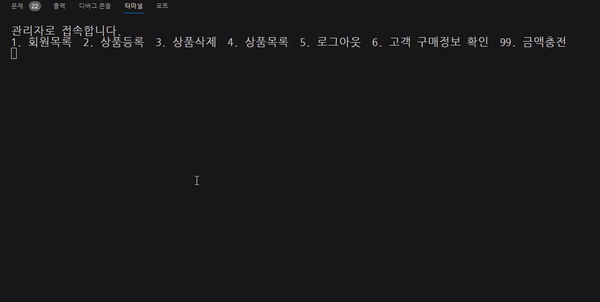 문제 22 출력 디버그 콘솔 터미널 포트
관리자로 접속합니다.
1. 회원목록 2. 상품등록 3. 상품삭제 4. 상품목록 5. 로그아웃 6. 고객 구매정보 확인 99. 금액충전